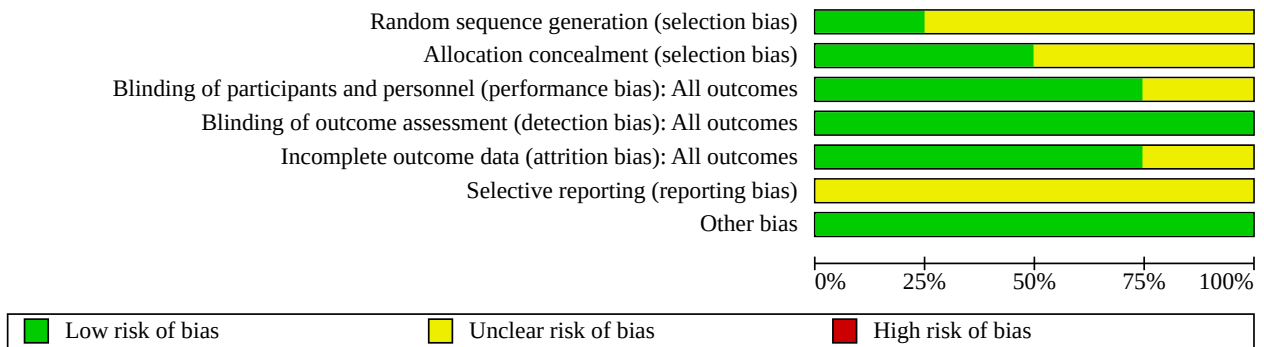 Random sequence generation (selection bias)
Allocation concealment (selection bias)
Blinding of participants and personnel (performance bias): All outcomes
Blinding of outcome assessment (detection bias): All outcomes
Incomplete outcome data (attrition bias): All outcomes
Selective reporting (reporting bias)
Other bias
0% 25% 50% 75% 100%
Low risk of bias Unclear risk of bias High risk of bias